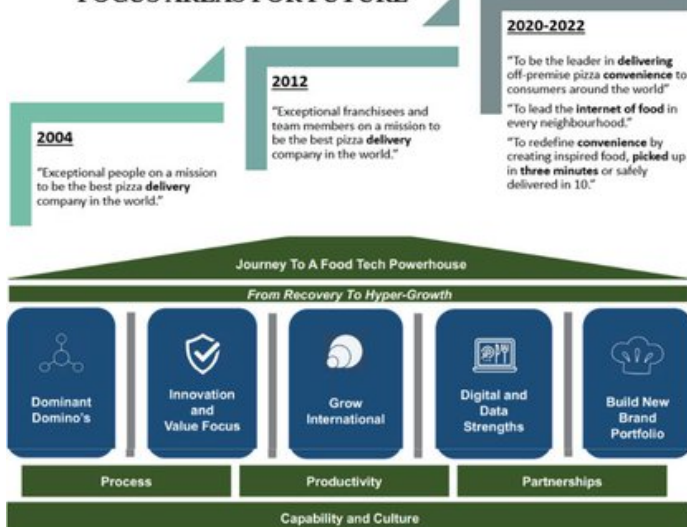 FOCUS AREAS FOR FUTURE
2004
“Exceptional people on a mission
to be the best pizza delivery
company in the world.”
2012
“Exceptional franchisees and
team members on a mission to
be the best pizza delivery
company in the world.”
2020-2022
“To be the leader in delivering
off-premise pizza convenience to
consumers around the world”
“To lead the internet of food in
every neighbourhood.”
“To redefine convenience by
creating inspired food, picked up
in three minutes or safely
delivered in 10.”
Journey To A Food Tech Powerhouse
From Recovery To Hyper-Growth
Dominant
Domino's
Innovation
and
Value Focus
Grow
International
Digital and
Data
Strengths
Build New
Brand
Portfolio
Process
Productivity
Partnerships
Capability and Culture